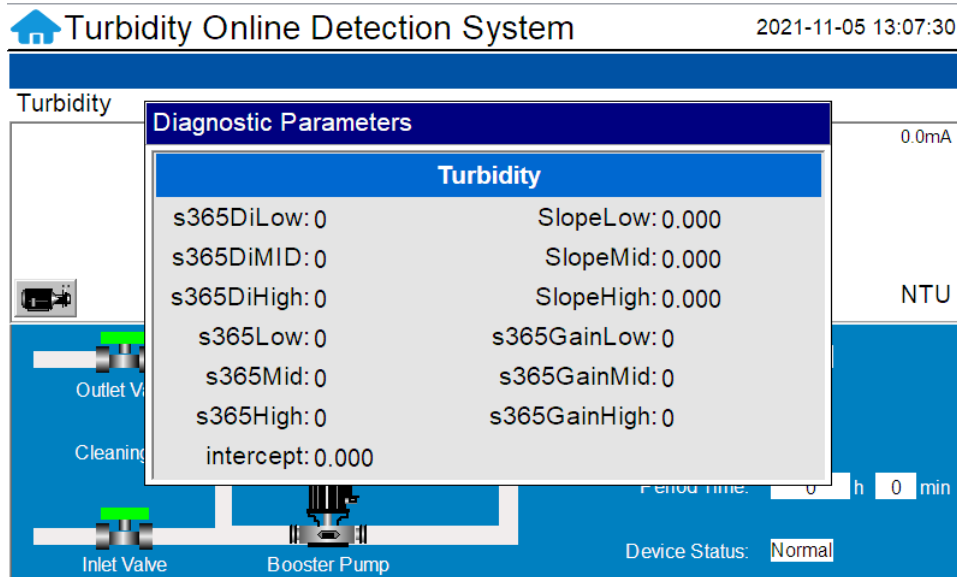 Turbidity Online Detection System 2021-11-05 13:07:30
Turbidity
Diagnostic Parameters
0.0mA
Turbidity
s365DiLow: 0 SlopeLow: 0.000
s365DiMID: 0 SlopeMid: 0.000
s365DiHigh: 0 SlopeHigh: 0.000
NTU
s365Low: 0 s365GainLow: 0
s365Mid: 0 s365GainMid: 0
Outlet
s365High: 0 s365GainHigh: 0
Cleaning
intercept: 0.000
Period Time: 0 h 0 min
Device Status: Normal
Inlet Valve Booster Pump